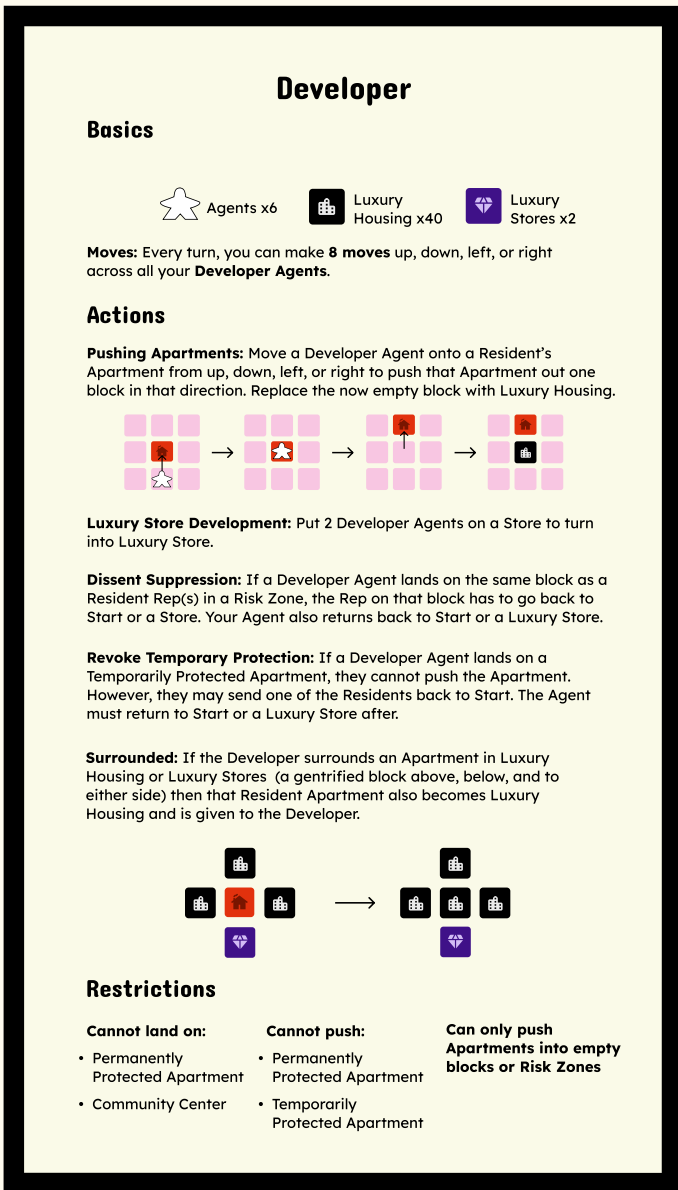 Developer
Basics
Agents x6
Luxury
Housing x40
Luxury
Stores x2
Moves: Every turn, you can make 8 moves up, down, left, or right
across all your Developer Agents.
Actions
Pushing Apartments: Move a Developer Agent onto a Resident’s
Apartment from up, down, left, or right to push that Apartment out one
block in that direction. Replace the now empty block with Luxury Housing.
Luxury Store Development: Put 2 Developer Agents on a Store to turn
into Luxury Store.
Dissent Suppression: If a Developer Agent lands on the same block as a
Resident Rep(s) in a Risk Zone, the Rep on that block has to go back to
Start or a Store. Your Agent also returns back to Start or a Luxury Store.
Revoke Temporary Protection: If a Developer Agent lands on a
Temporarily Protected Apartment, they cannot push the Apartment.
However, they may send one of the Residents back to Start. The Agent
must return to Start or a Luxury Store after.
Surrounded: If the Developer surrounds an Apartment in Luxury
Housing or Luxury Stores (a gentrified block above, below, and to
either side) then that Resident Apartment also becomes Luxury
Housing and is given to the Developer.
Restrictions
Cannot land on:
• Permanently
Protected Apartment
• Community Center
Cannot push:
• Permanently
Protected Apartment
• Temporarily
Protected Apartment
Can only push
Apartments into empty
blocks or Risk Zones